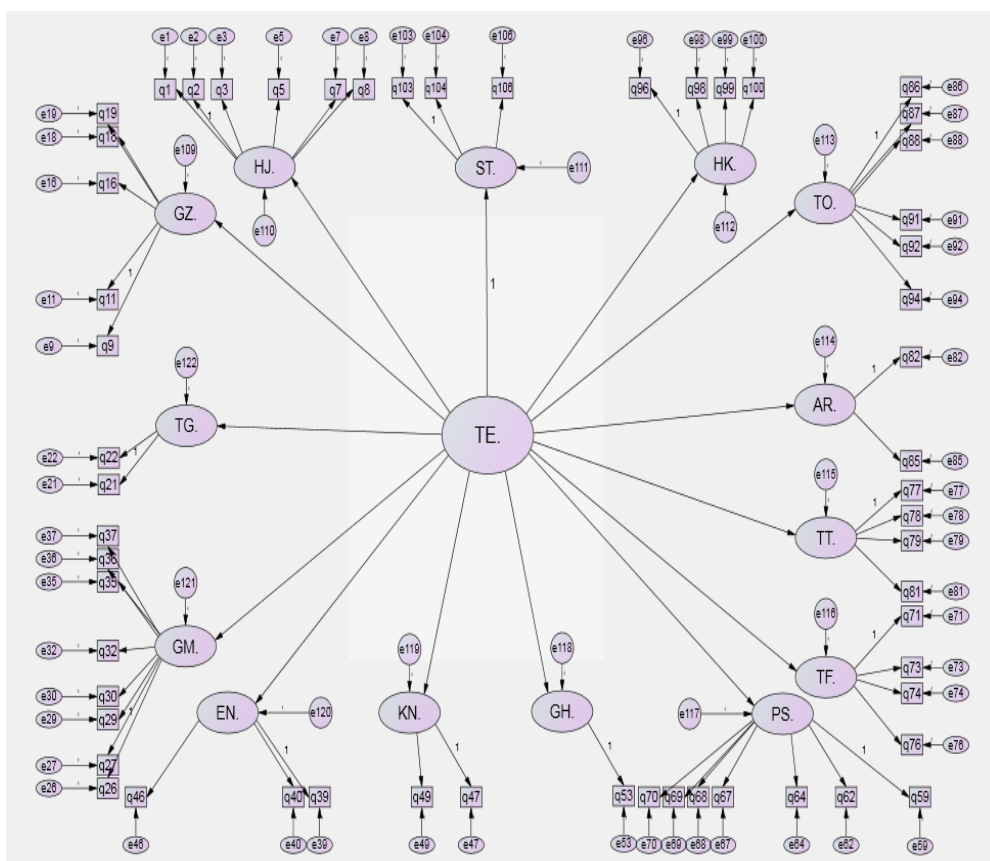 e1 e2 e3 e5 e7 e8 e103 e104 e106 e96 e98 e99 e100
q1 q2 q3 q5 q7 q8 q103 q104 q106 q96 q98 q99 q100
1 1 1
q86 e86
q87 e87
q88 e88
1
e19 q19
e18 q18
e109 e113
e16 q16
HJ. ST. e111 HK.
GZ. TO.
e110 e112
q91 e91
q92 e92
e11 q11 1
q94 e94
e9 q9
1
e122 e114
q82 e82
1
TG. TE. AR.
e22 q22
1
e21 q21
q85 e85
e115
q77 e77
1
q78 e78
q79 e79
TT.
e37 q37
e36 q36
e35 q35
e121
q81 e81
e116
q71 e71
1
e32 q32
GM. e119 e118
q73 e73
TF.
q74 e74
e30 q30
e29 q29
1
EN. e120 KN. GH. e117 PS.
q76 e76
e27 q27
e26 q26
1 1 1 1
q46 q40 q39 q49 q47 q53 q70 q69 q68 q67 q64 q62 q59
e46 e40 e39 e49 e47 e53 e70 e69 e68 e67 e64 e62 e59